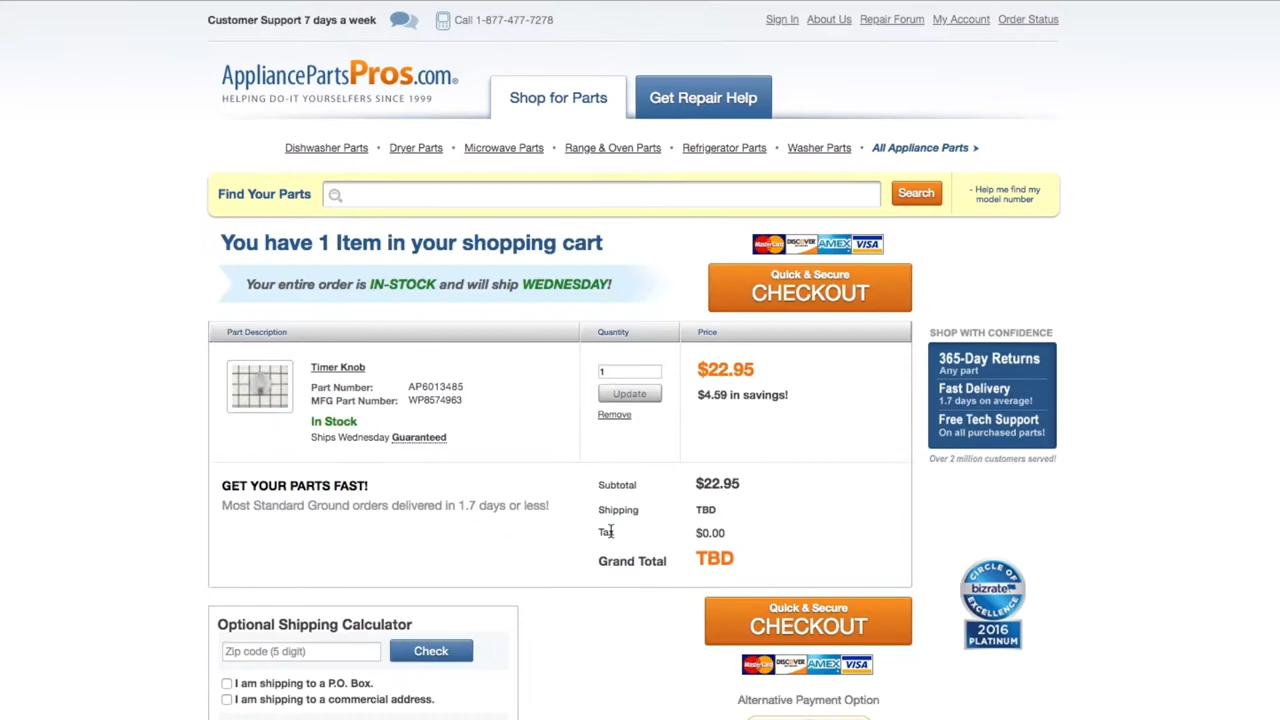 Customer Support 7 days a week
Call 1-877-477-7278
Sign In About Us Repair Forum My Account Order Status
AppliancePartsPros.com®
HELPING DO-IT YOURSELFERS SINCE 1999
Shop for Parts
Get Repair Help
Dishwasher Parts • Dryer Parts • Microwave Parts • Range & Oven Parts • Refrigerator Parts • Washer Parts • All Appliance Parts >
Find Your Parts
Search
- Help me find my
model number
You have 1 Item in your shopping cart
MasterCard DISCOVER AMEX VISA
Your entire order is IN-STOCK and will ship WEDNESDAY!
Quick & Secure
CHECKOUT
Part Description Quantity Price
Timer Knob
Part Number: AP6013485
MFG Part Number: WP8574963
In Stock
Ships Wednesday Guaranteed
1
Update
Remove
$22.95
$4.59 in savings!
SHOP WITH CONFIDENCE
365-Day Returns
Any part
Fast Delivery
1.7 days on average!
Free Tech Support
On all purchased parts!
Over 2 million customers served!
GET YOUR PARTS FAST!
Most Standard Ground orders delivered in 1.7 days or less!
Subtotal $22.95
Shipping TBD
Tax $0.00
Grand Total TBD
CIRCLE OF
bizrate
EXCELLENCE
2016
PLATINUM
Quick & Secure
CHECKOUT
MasterCard DISCOVER AMEX VISA
Alternative Payment Option
Optional Shipping Calculator
Zip code (5 digit)
Check
I am shipping to a P.O. Box.
I am shipping to a commercial address.